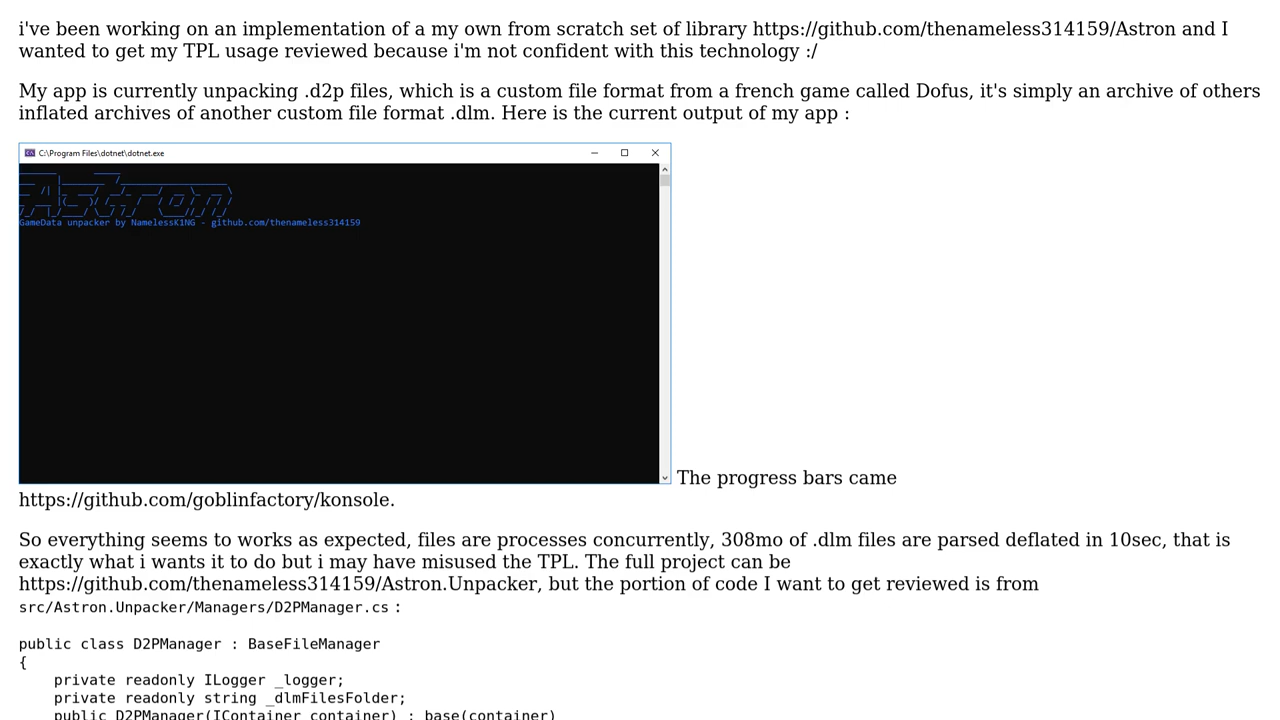 i've been working on an implementation of a my own from scratch set of library https://github.com/thenameless314159/Astron and I
wanted to get my TPL usage reviewed because i'm not confident with this technology :/
My app is currently unpacking .d2p files, which is a custom file format from a french game called Dofus, it's simply an archive of others
inflated archives of another custom file format .dlm. Here is the current output of my app :
C:\Program Files\dotnet\dotnet.exe
Astron
GameData unpacker by NamelessK1NG - github.com/thenameless314159
The progress bars came
https://github.com/goblinfactory/konsole.
So everything seems to works as expected, files are processes concurrently, 308mo of .dlm files are parsed deflated in 10sec, that is
exactly what i wants it to do but i may have misused the TPL. The full project can be
https://github.com/thenameless314159/Astron.Unpacker, but the portion of code I want to get reviewed is from
src/Astron.Unpacker/Managers/D2PManager.cs :
public class D2PManager : BaseFileManager
{
    private readonly ILogger _logger;
    private readonly string _dlmFilesFolder;
    public D2PManager(IContainer container) : base(container)